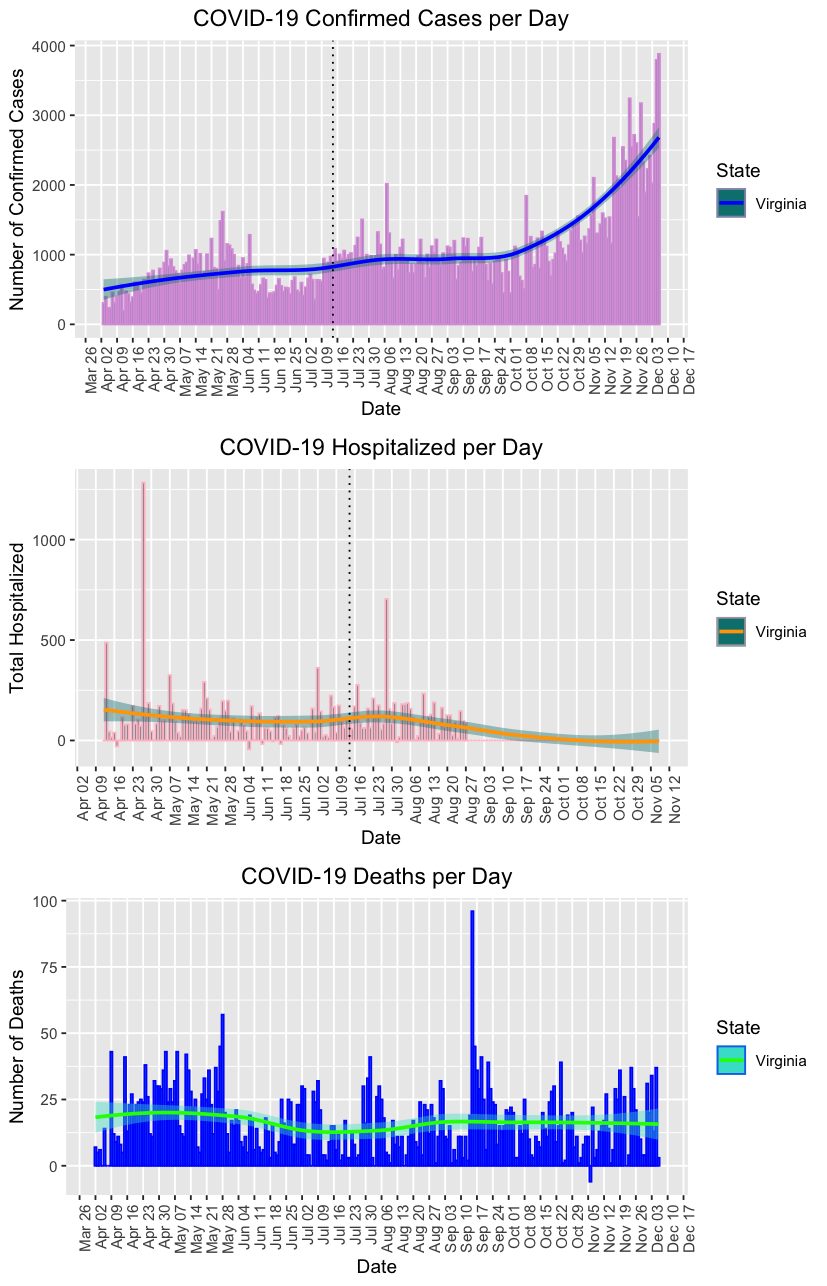 COVID-19 Confirmed Cases per Day
Number of Confirmed Cases
4000
3000
2000
1000
0
Mar 26 Apr 02 Apr 09 Apr 16 Apr 23 Apr 30 May 07 May 14 May 21 May 28 Jun 04 Jun 11 Jun 18 Jun 25 Jul 02 Jul 09 Jul 16 Jul 23 Jul 30 Aug 06 Aug 13 Aug 20 Aug 27 Sep 03 Sep 10 Sep 17 Sep 24 Oct 01 Oct 08 Oct 15 Oct 22 Oct 29 Nov 05 Nov 12 Nov 19 Nov 26 Dec 03 Dec 10 Dec 17
Date
State
Virginia
COVID-19 Hospitalized per Day
Total Hospitalized
1000
500
0
Apr 02 Apr 09 Apr 16 Apr 23 Apr 30 May 07 May 14 May 21 May 28 Jun 04 Jun 11 Jun 18 Jun 25 Jul 02 Jul 09 Jul 16 Jul 23 Jul 30 Aug 06 Aug 13 Aug 20 Aug 27 Sep 03 Sep 10 Sep 17 Sep 24 Oct 01 Oct 08 Oct 15 Oct 22 Oct 29 Nov 05 Nov 12
Date
State
Virginia
COVID-19 Deaths per Day
Number of Deaths
100
75
50
25
0
Mar 26 Apr 02 Apr 09 Apr 16 Apr 23 Apr 30 May 07 May 14 May 21 May 28 Jun 04 Jun 11 Jun 18 Jun 25 Jul 02 Jul 09 Jul 16 Jul 23 Jul 30 Aug 06 Aug 13 Aug 20 Aug 27 Sep 03 Sep 10 Sep 17 Sep 24 Oct 01 Oct 08 Oct 15 Oct 22 Oct 29 Nov 05 Nov 12 Nov 19 Nov 26 Dec 03 Dec 10 Dec 17
Date
State
Virginia